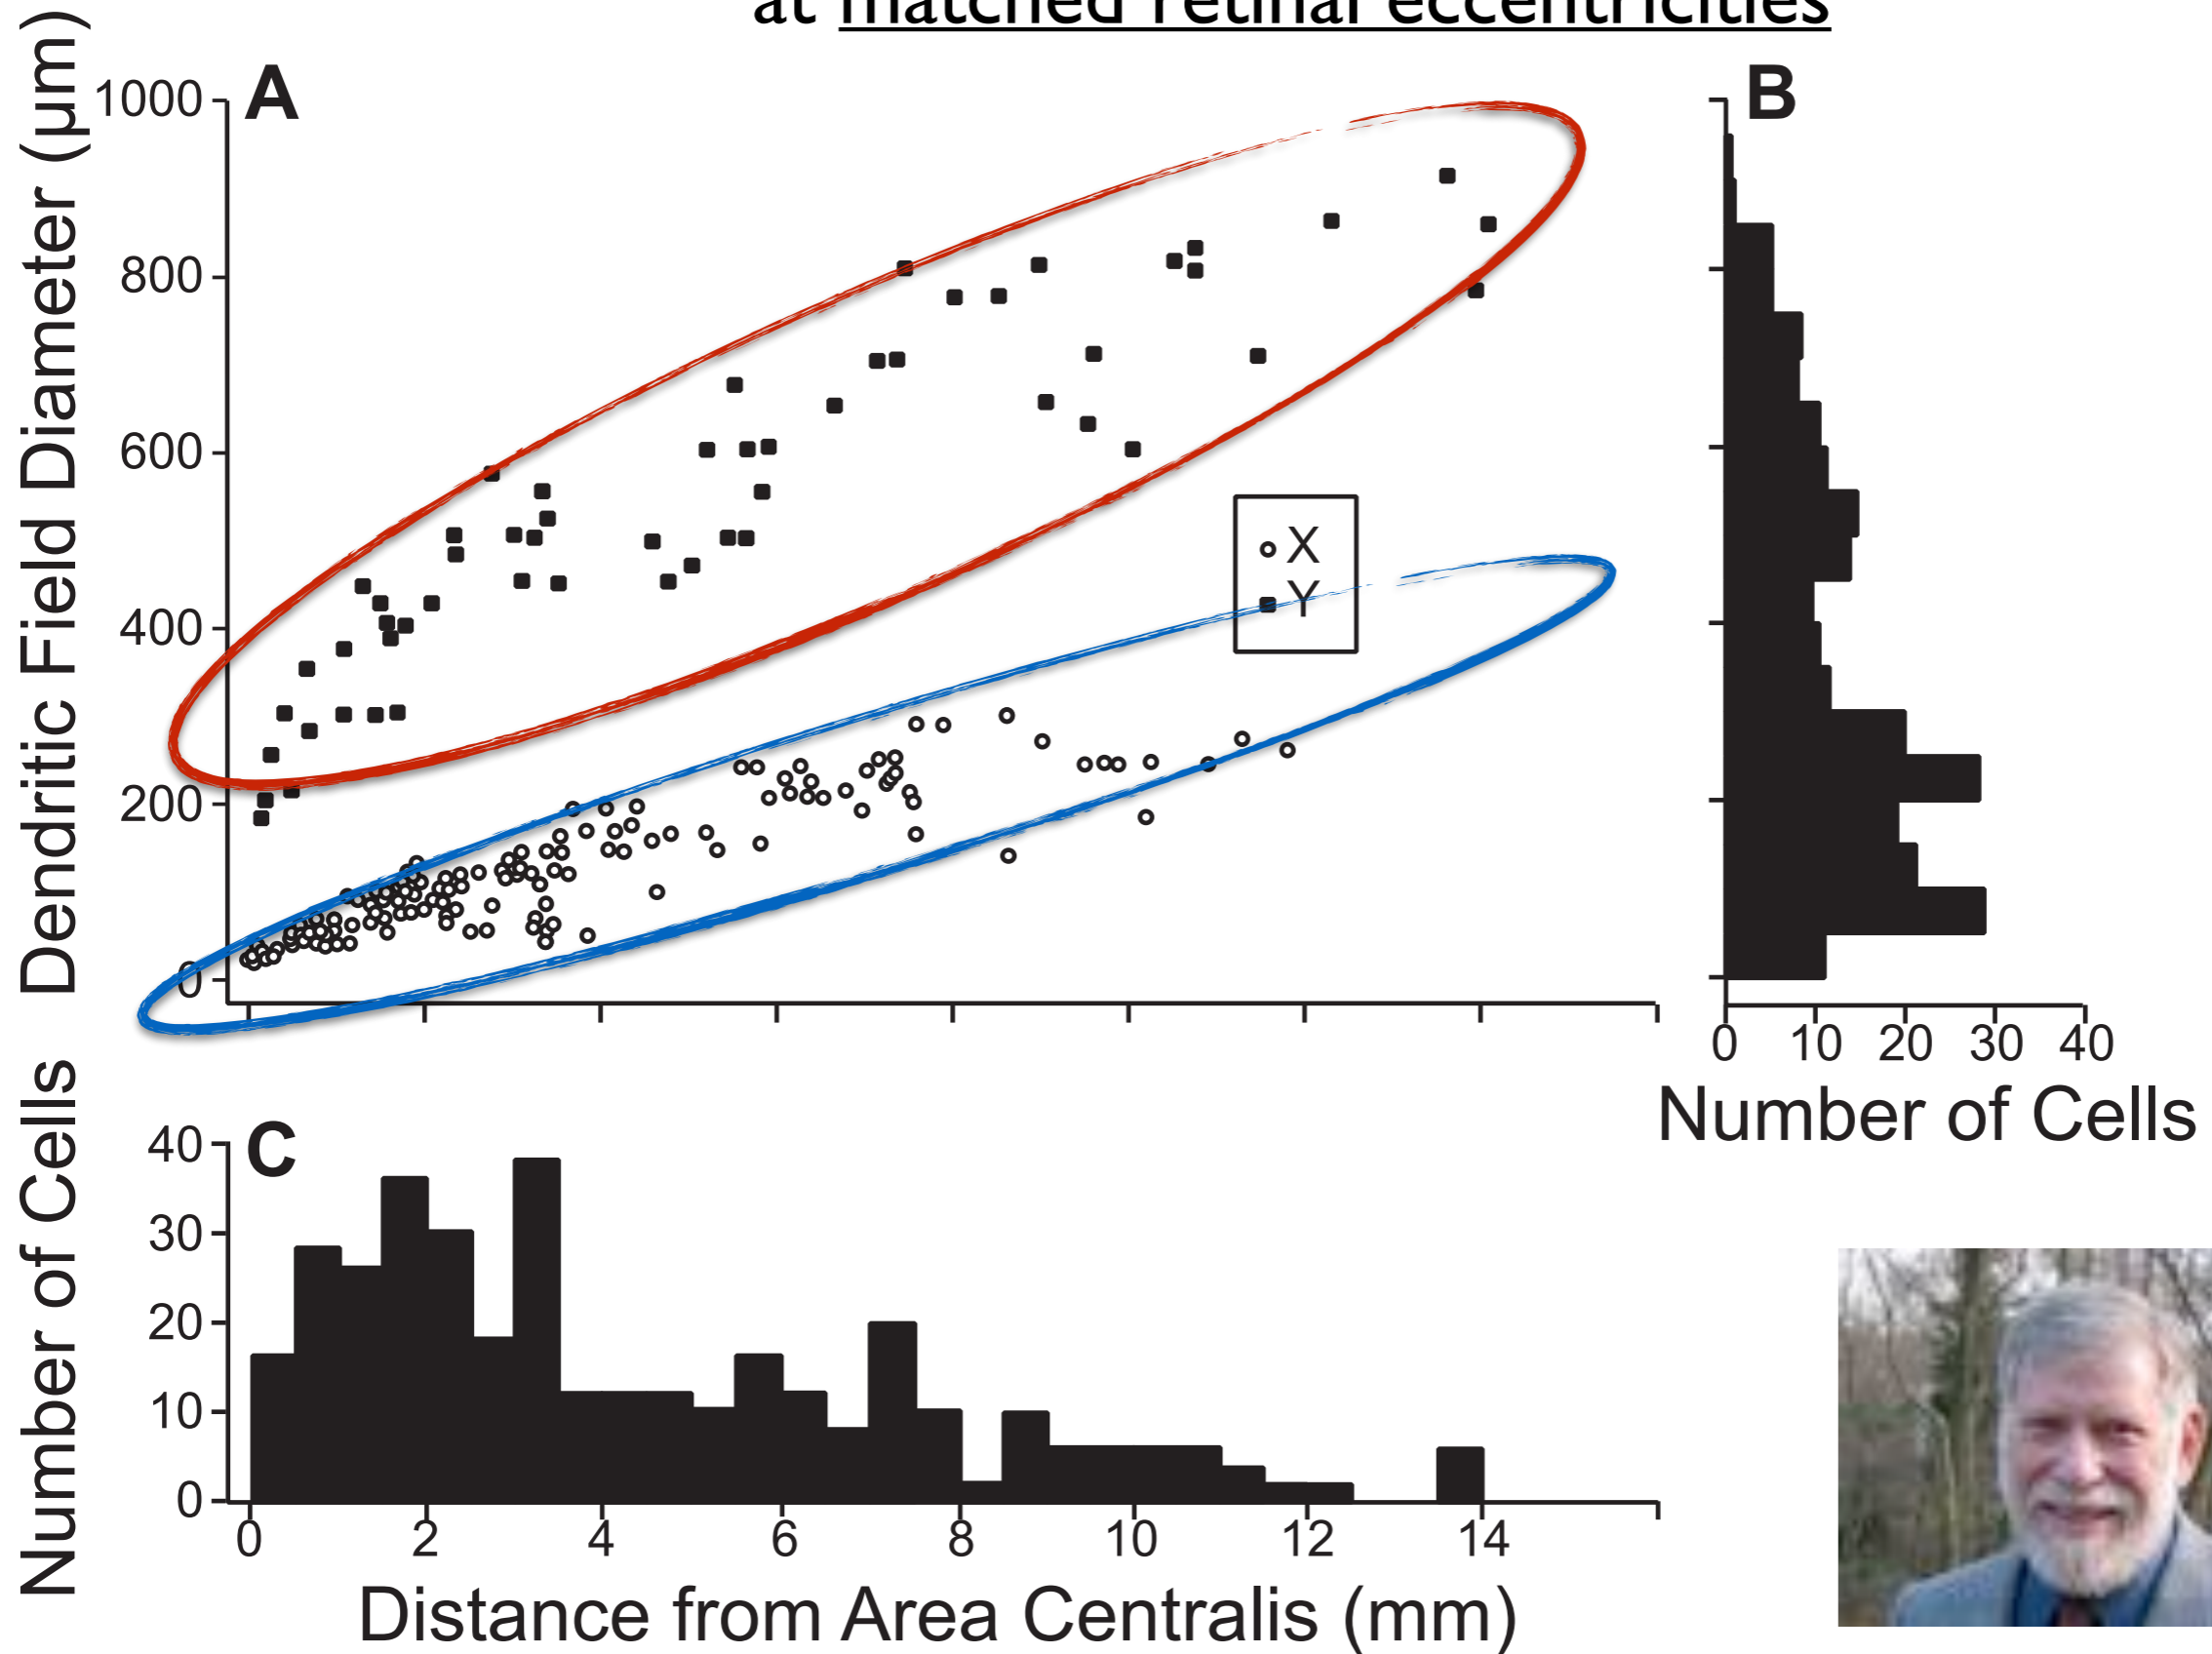 at matched retinal eccentricities
Dendritic Field Diameter (µm)
1000
800
600
400
200
0
A
X
Y
B
0 10 20 30 40
Number of Cells
Number of Cells
40
30
20
10
0
C
0 2 4 6 8 10 12 14
Distance from Area Centralis (mm)